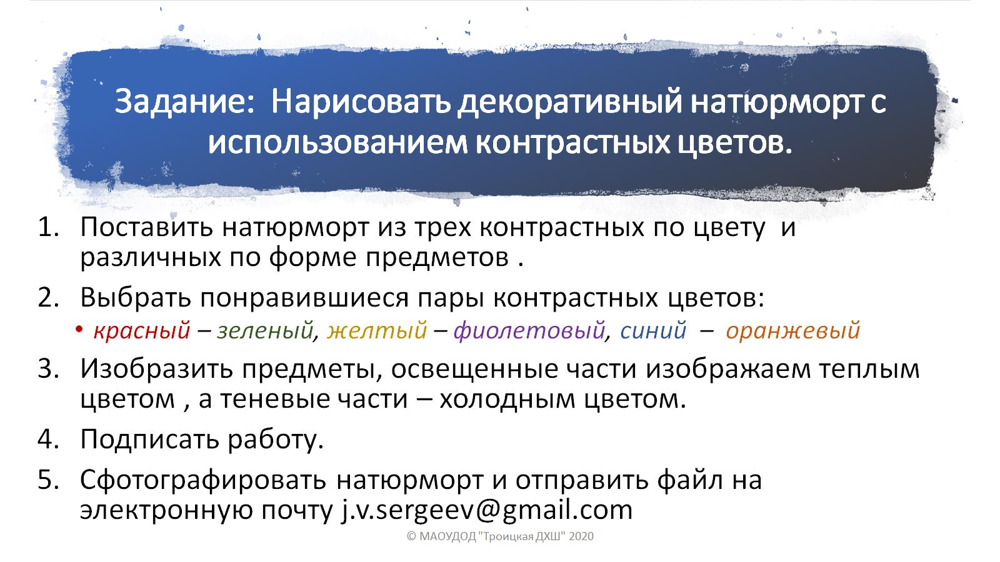 Задание: Нарисовать декоративный натюрморт с
использованием контрастных цветов.
1. Поставить натюрморт из трех контрастных по цвету и
различных по форме предметов .
2. Выбрать понравившиеся пары контрастных цветов:
• красный – зеленый, желтый – фиолетовый, синий – оранжевый
3. Изобразить предметы, освещенные части изображаем теплым
цветом , а теневые части – холодным цветом.
4. Подписать работу.
5. Сфотографировать натюрморт и отправить файл на
электронную почту j.v.sergeev@gmail.com
© МАОУДОД "Троицкая ДХШ" 2020